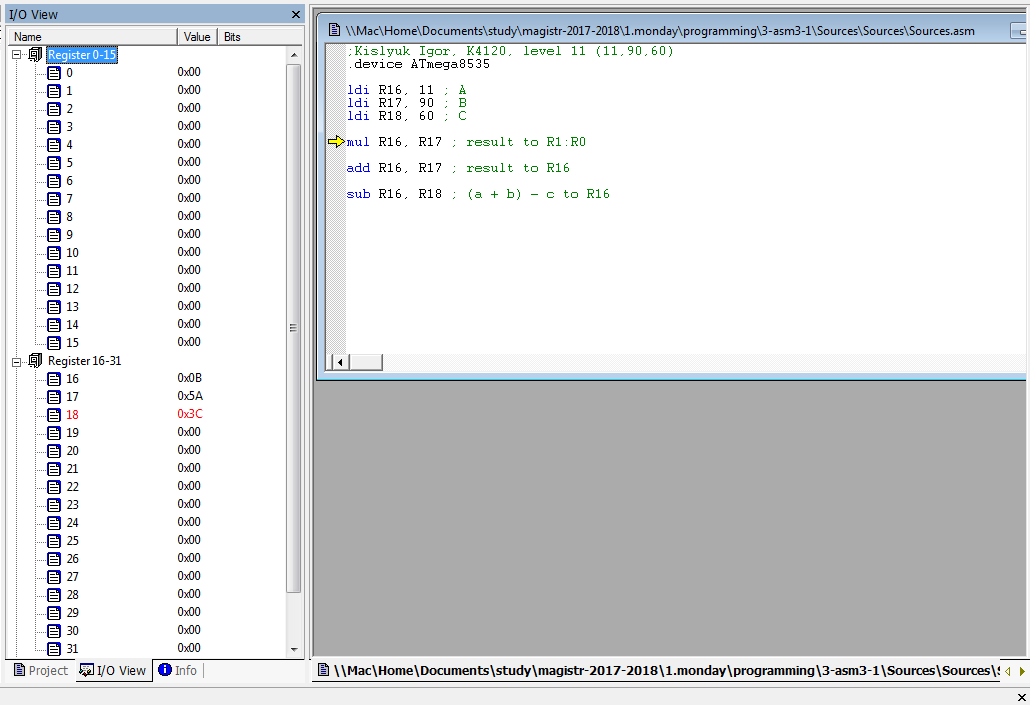 I/O View
Name Value Bits
Register 0-15
0 0x00
1 0x00
2 0x00
3 0x00
4 0x00
5 0x00
6 0x00
7 0x00
8 0x00
9 0x00
10 0x00
11 0x00
12 0x00
13 0x00
14 0x00
15 0x00
Register 16-31
16 0x0B
17 0x5A
18 0x3C
19 0x00
20 0x00
21 0x00
22 0x00
23 0x00
24 0x00
25 0x00
26 0x00
27 0x00
28 0x00
29 0x00
30 0x00
31 0x00
Project I/O View Info
\\Mac\Home\Documents\study\magistr-2017-2018\1.monday\programming\3-asm3-1\Sources\Sources\Sources.asm
;Kislyuk Igor, K4120, level 11 (11,90,60)
.device ATmega8535
ldi R16, 11 ; A
ldi R17, 90 ; B
ldi R18, 60 ; C
mul R16, R17 ; result to R1:R0
add R16, R17 ; result to R16
sub R16, R18 ; (a + b) - c to R16
\\Mac\Home\Documents\study\magistr-2017-2018\1.monday\programming\3-asm3-1\Sources\Sources\